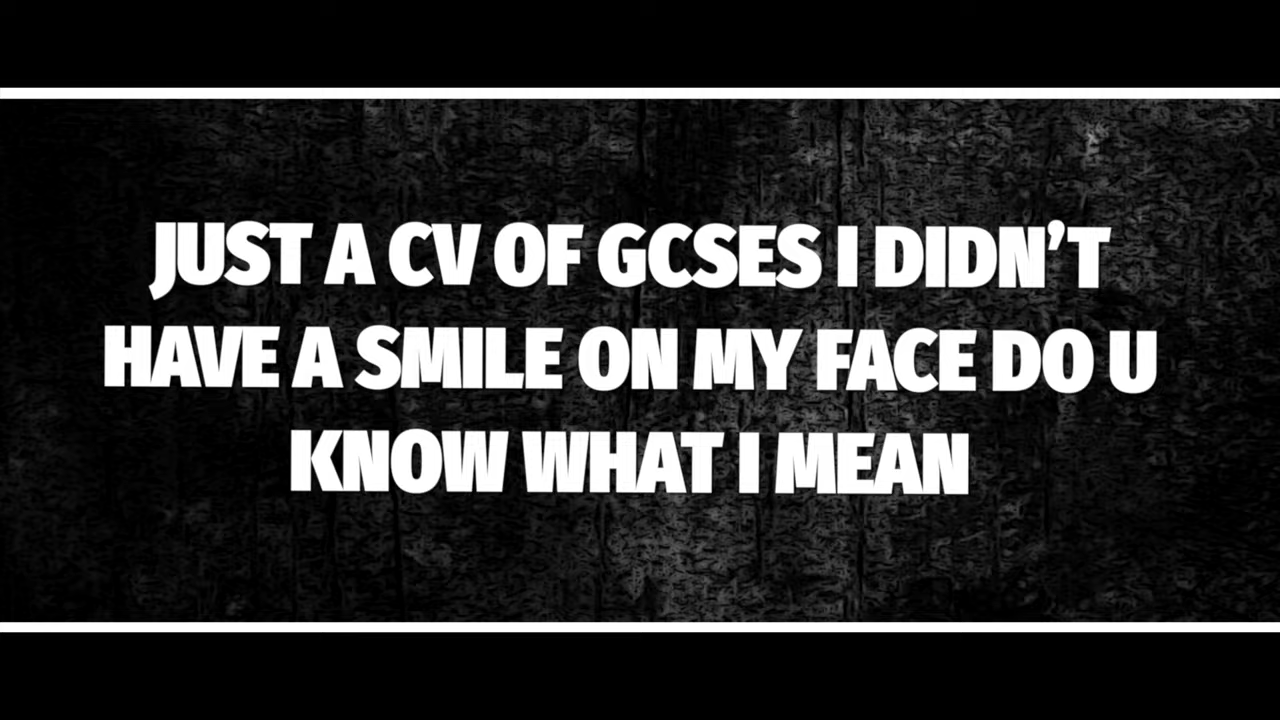 JUST A CV OF GCSES I DIDN’T
HAVE A SMILE ON MY FACE DO U
KNOW WHAT I MEAN